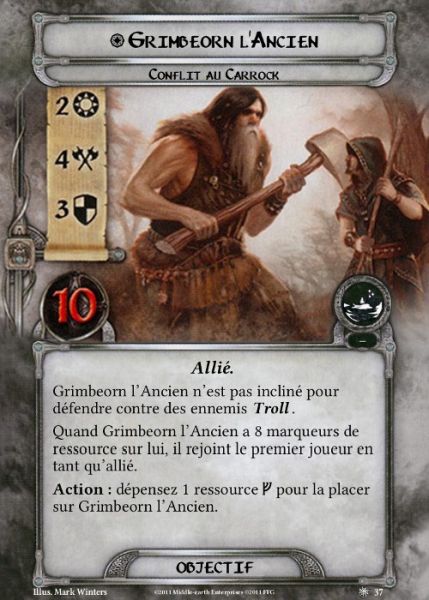 Grimbeorn l'Ancien
Conflit au Carrock
2
4
3
10
Allié.
Grimbeorn l'Ancien n'est pas incliné pour
défendre contre des ennemis Troll.
Quand Grimbeorn l'Ancien a 8 marqueurs de
ressource sur lui, il rejoint le premier joueur en
tant qu'allié.
Action : dépensez 1 ressource pour la placer
sur Grimbeorn l'Ancien.
OBJECTIF
Illus. Mark Winters
©2011 Middle-earth Enterprises ©2011 FFG
37